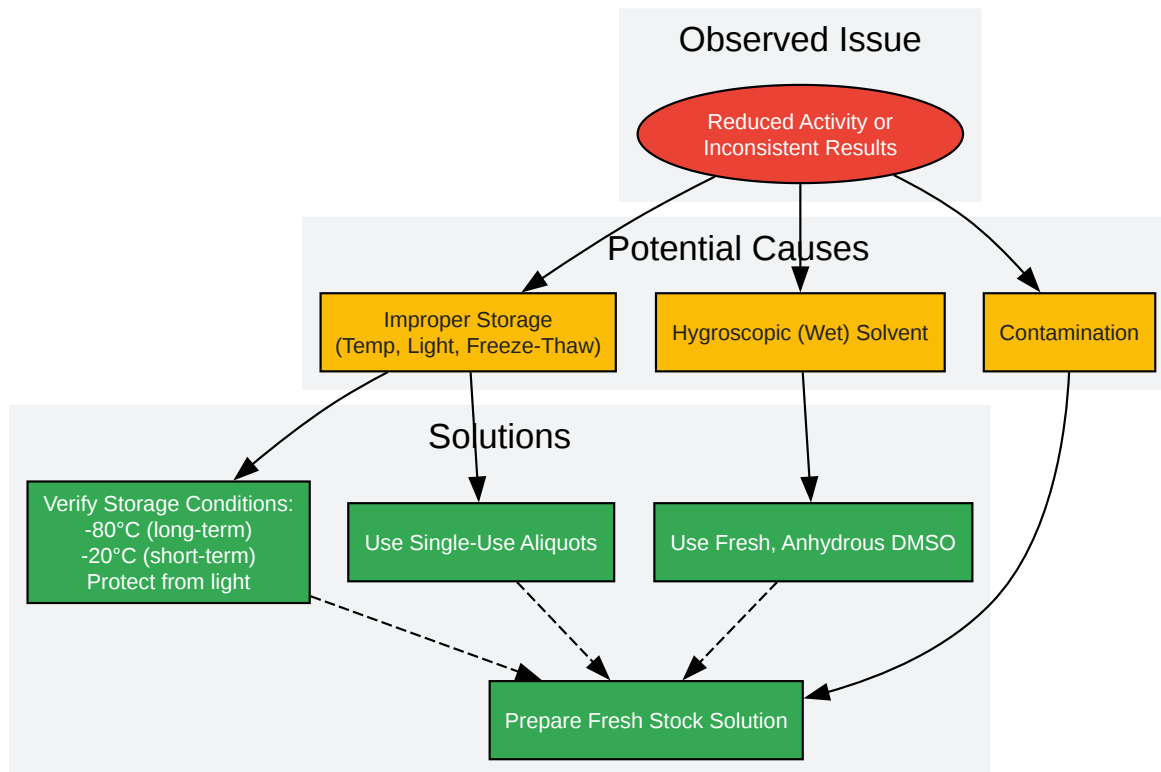 Observed Issue
Reduced Activity or
Inconsistent Results
Potential Causes
Improper Storage
(Temp, Light, Freeze-Thaw)
Hygroscopic (Wet) Solvent
Contamination
Solutions
Verify Storage Conditions:
-80°C (long-term)
-20°C (short-term)
Protect from light
Use Single-Use Aliquots
Use Fresh, Anhydrous DMSO
Prepare Fresh Stock Solution